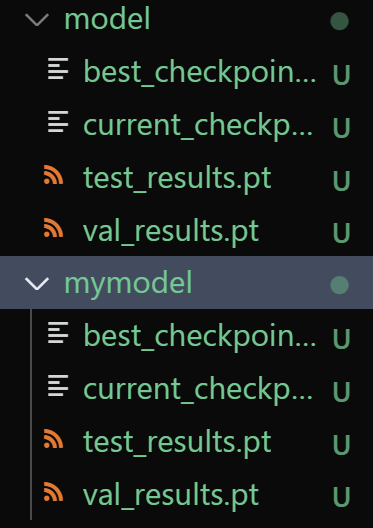 model
best_checkpoin... U
current_checkp... U
test_results.pt U
val_results.pt U
mymodel
best_checkpoin... U
current_checkp... U
test_results.pt U
val_results.pt U